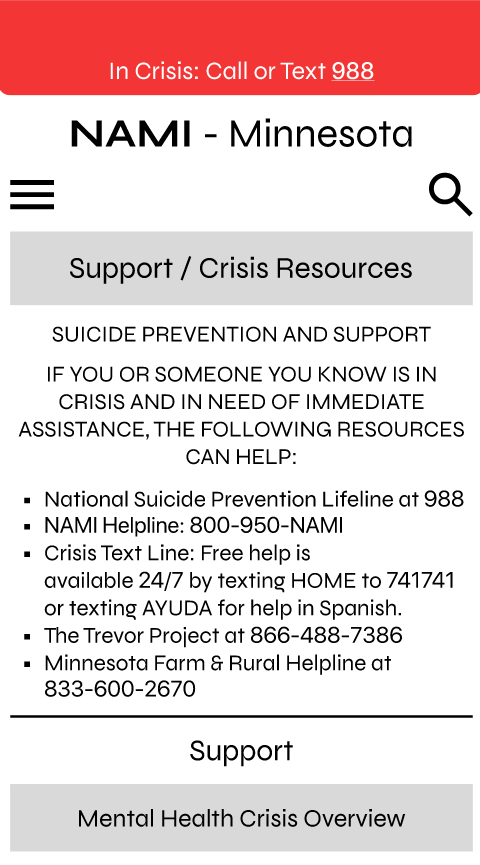 In Crisis: Call or Text 988
NAMI - Minnesota
Support / Crisis Resources
SUICIDE PREVENTION AND SUPPORT
IF YOU OR SOMEONE YOU KNOW IS IN
CRISIS AND IN NEED OF IMMEDIATE
ASSISTANCE, THE FOLLOWING RESOURCES
CAN HELP:
▪ National Suicide Prevention Lifeline at 988
▪ NAMI Helpline: 800-950-NAMI
▪ Crisis Text Line: Free help is
available 24/7 by texting HOME to 741741
or texting AYUDA for help in Spanish.
▪ The Trevor Project at 866-488-7386
▪ Minnesota Farm & Rural Helpline at
833-600-2670
Support
Mental Health Crisis Overview